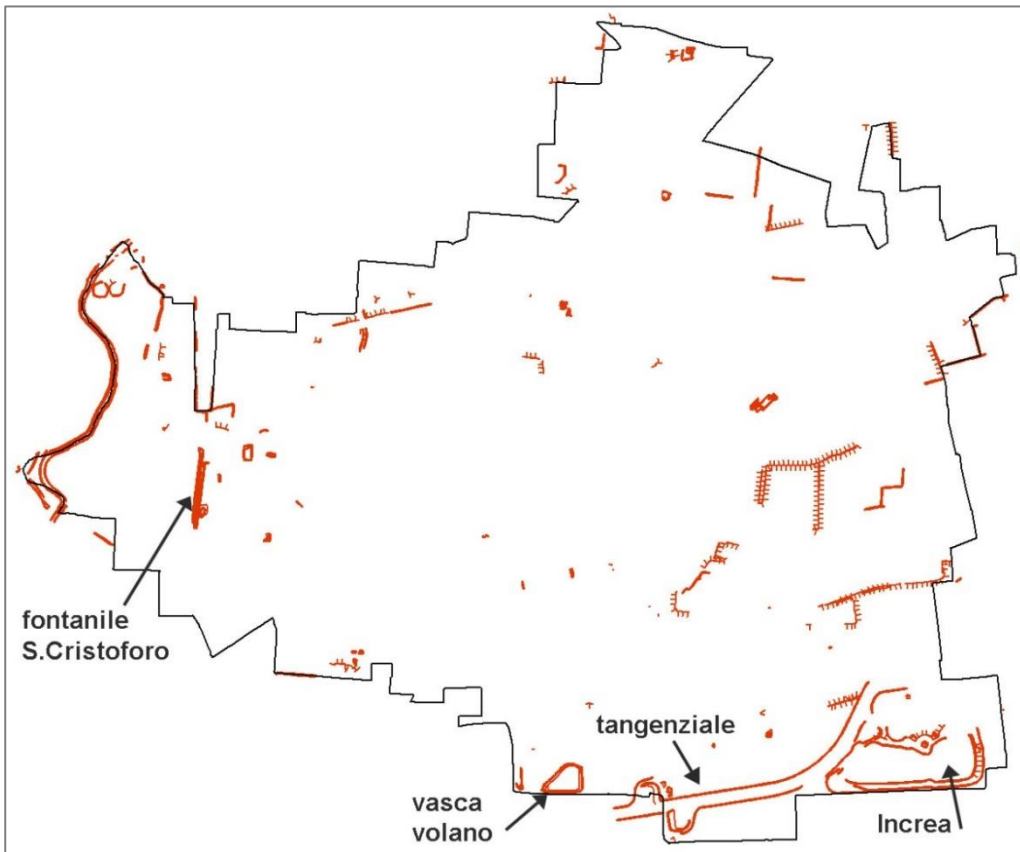 fontanile
S.Cristoforo
tangenziale
vasca
volano
Increa